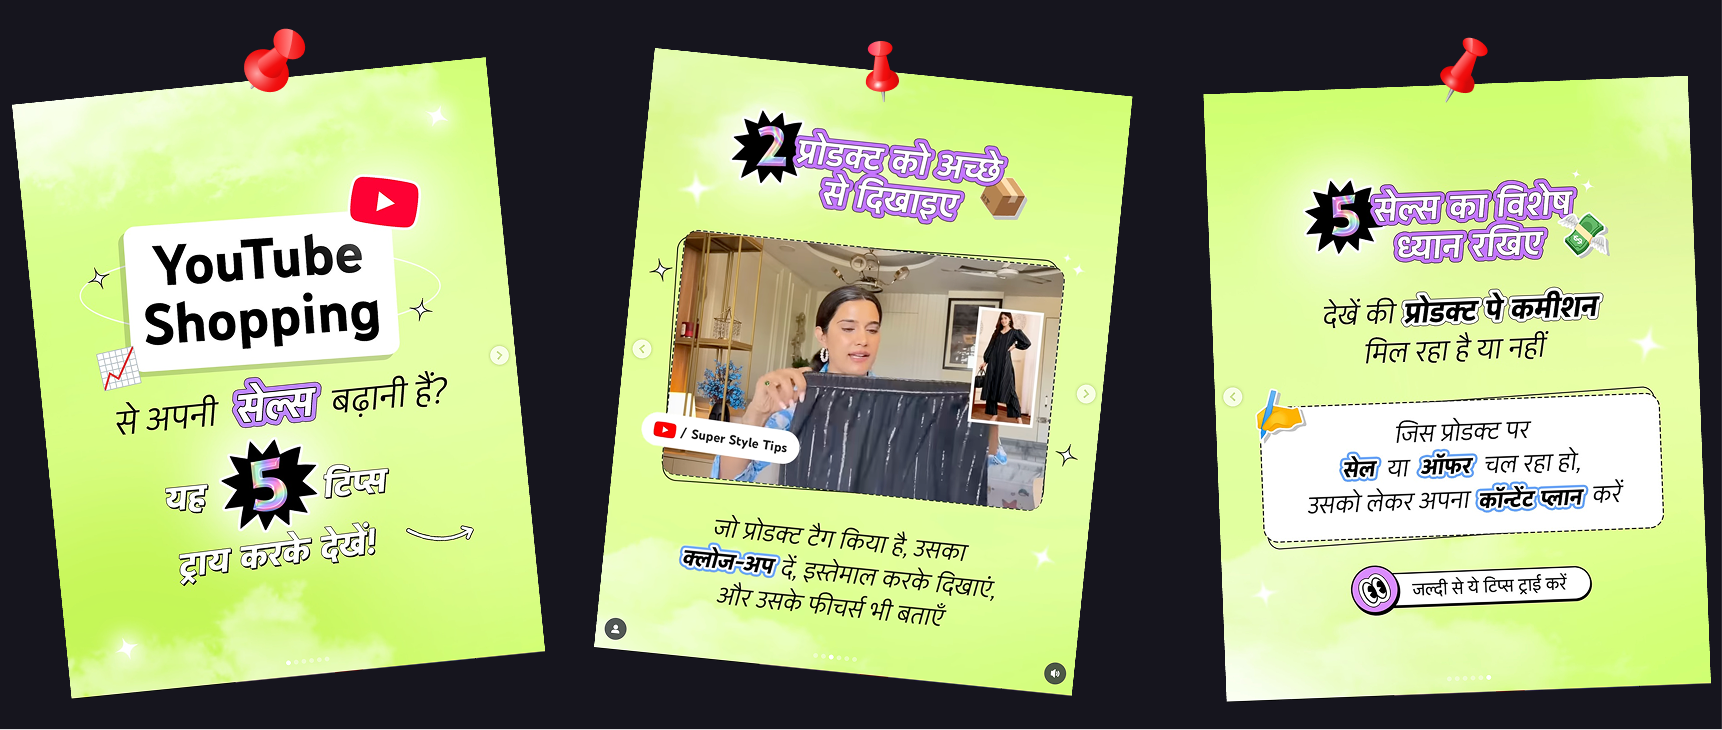 YouTube
Shopping
से अपनी सेल्स बढ़ानी हैं?
यह 5 टिप्स
ट्राय करके देखें!
2 प्रोडक्ट को अच्छे
से दिखाइए
/ Super Style Tips
जो प्रोडक्ट टैग किया है, उसका
क्लोज-अप दें, इस्तेमाल करके दिखाएं,
और उसके फीचर्स भी बताएँ
5 सेल्स का विशेष
ध्यान रखिए
देखें की प्रोडक्ट पे कमीशन
मिल रहा है या नहीं
जिस प्रोडक्ट पर
सेल या ऑफर चल रहा हो,
उसको लेकर अपना कॉन्टेंट प्लान करें
जल्दी से ये टिप्स ट्राई करें